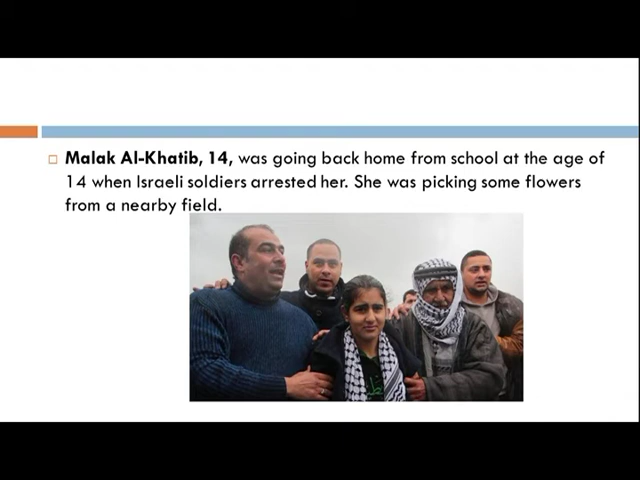 Malak Al-Khatib, 14, was going back home from school at the age of
14 when Israeli soldiers arrested her. She was picking some flowers
from a nearby field.